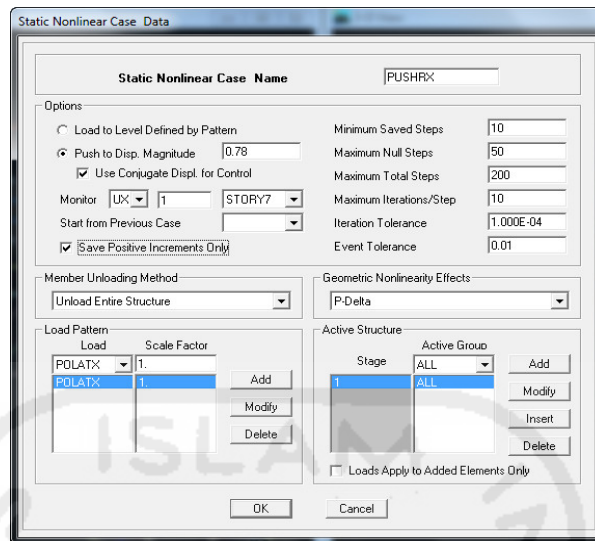 Static Nonlinear Case Data
Static Nonlinear Case Name PUSHRX
Options
Load to Level Defined by Pattern
Push to Disp. Magnitude 0.78
Use Conjugate Displ. for Control
Monitor UX 1 STORY7
Start from Previous Case
Save Positive Increments Only
Minimum Saved Steps 10
Maximum Null Steps 50
Maximum Total Steps 200
Maximum Iterations/Step 10
Iteration Tolerance 1.000E-04
Event Tolerance 0.01
Member Unloading Method
Unload Entire Structure
Geometric Nonlinearity Effects
P-Delta
Load Pattern
Load Scale Factor
POLATX 1.
POLATX 1.
Add
Modify
Delete
Active Structure
Active Group
Stage ALL
1 ALL
Add
Modify
Insert
Delete
Loads Apply to Added Elements Only
OK Cancel
ISLAM